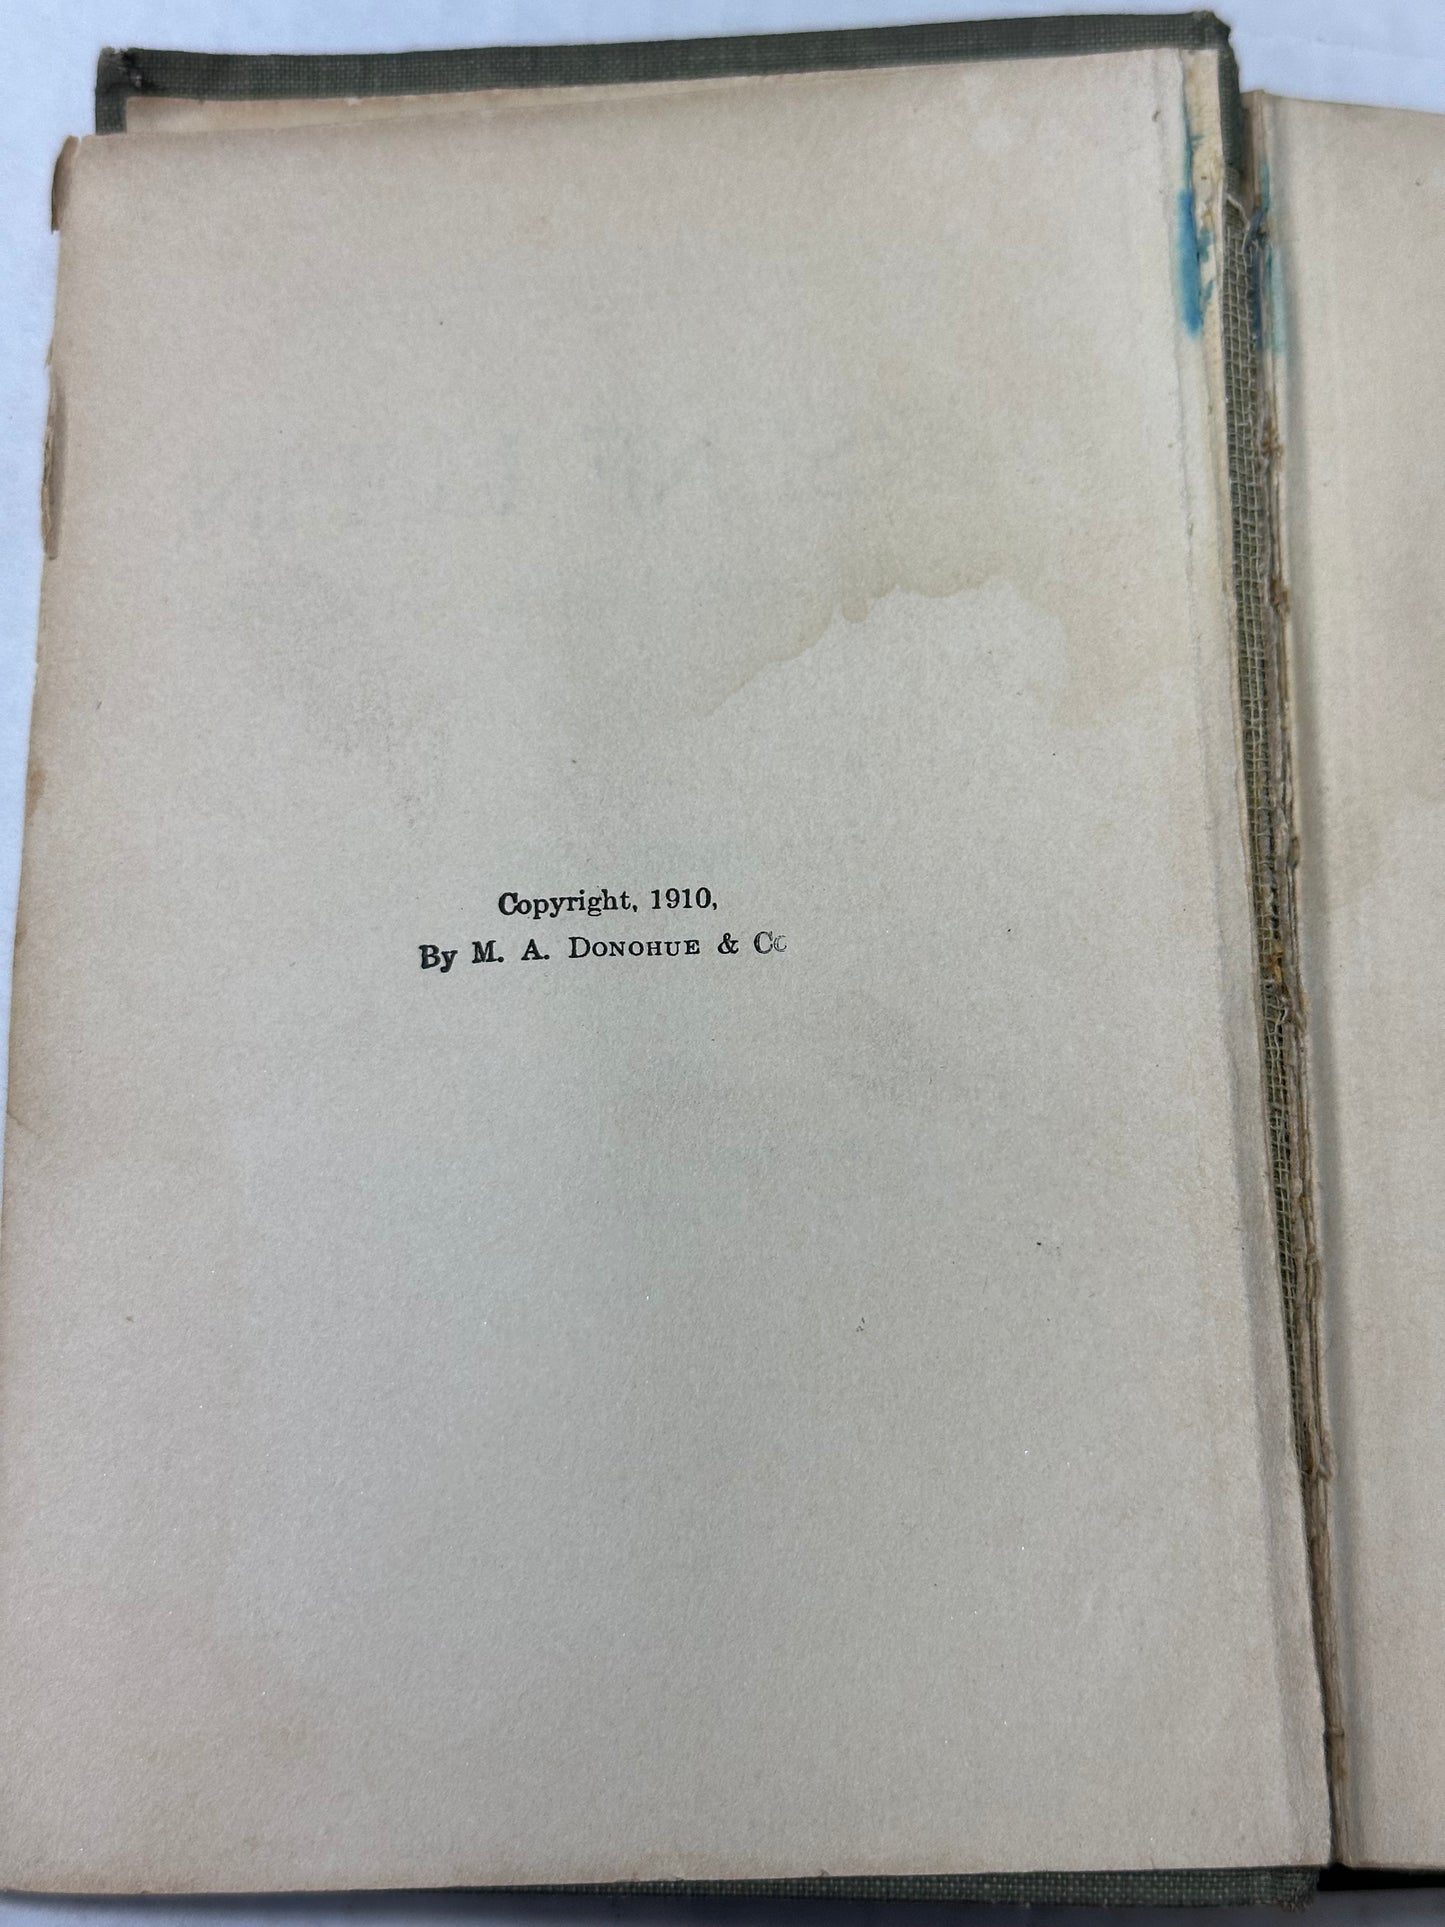 Copyright, 1910,
By M. A. DONOHUE & Co